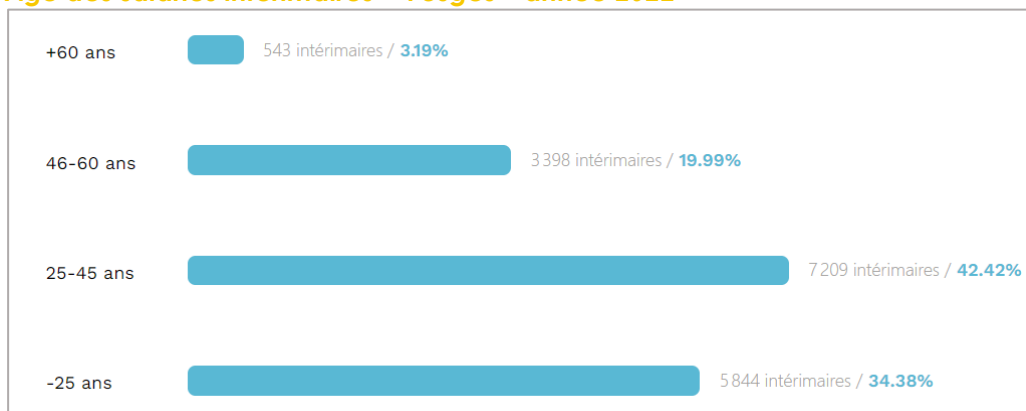 +60 ans 543 intérimaires / 3.19%
46-60 ans 3 398 intérimaires / 19.99%
25-45 ans 7 209 intérimaires / 42.42%
-25 ans 5 844 intérimaires / 34.38%